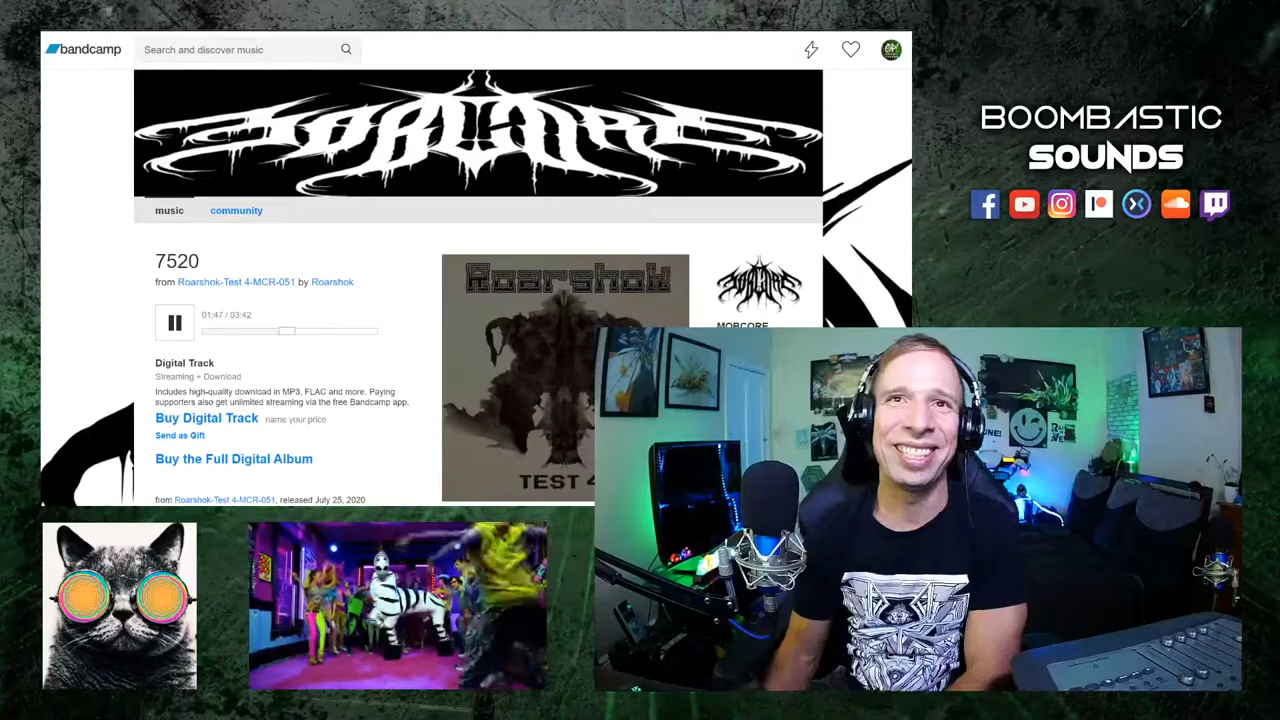 bandcamp
Search and discover music
MOBCORE
music
community
7520
from Roarshok-Test 4-MCR-051 by Roarshok
01:47 / 03:42
Digital Track
Streaming + Download
Includes high-quality download in MP3, FLAC and more. Paying
supporters also get unlimited streaming via the free Bandcamp app.
Buy Digital Track name your price
Send as Gift
Buy the Full Digital Album
from Roarshok-Test 4-MCR-051, released July 25, 2020
Roarshok
TEST 4
MOBCORE
MOBCORE
BOOMBASTIC
SOUNDS